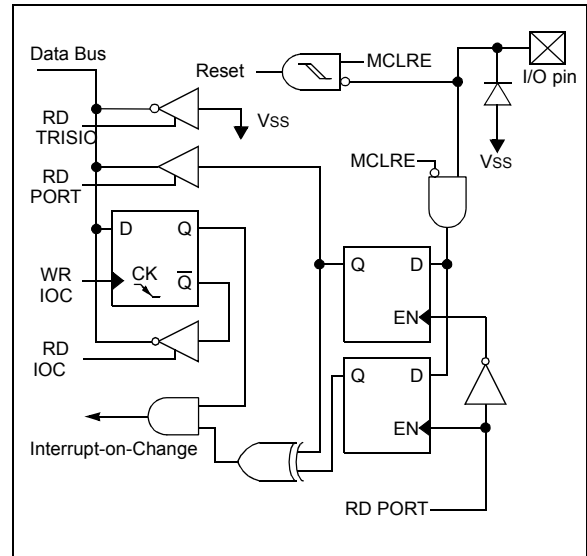 Data Bus
MCLRE
Reset
I/O pin
RD
TRISIO
VSS
VSS
RD
PORT
MCLRE
D
Q
Q
D
WR
IOC
CK
Q
EN
RD
IOC
Q
D
Interrupt-on-Change
EN
RD PORT